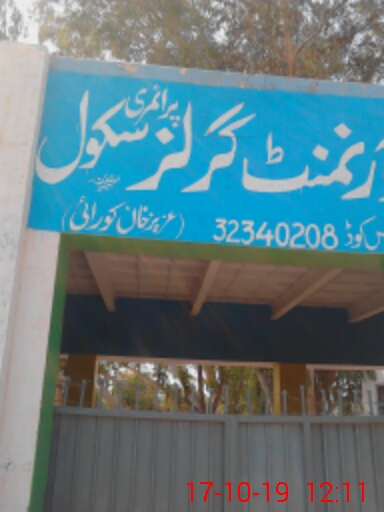 رنمنٹ گرلز پرائمری سکول
س کوڈ 32340208 (عزیز خان کورائی)
17-10-19 12:11